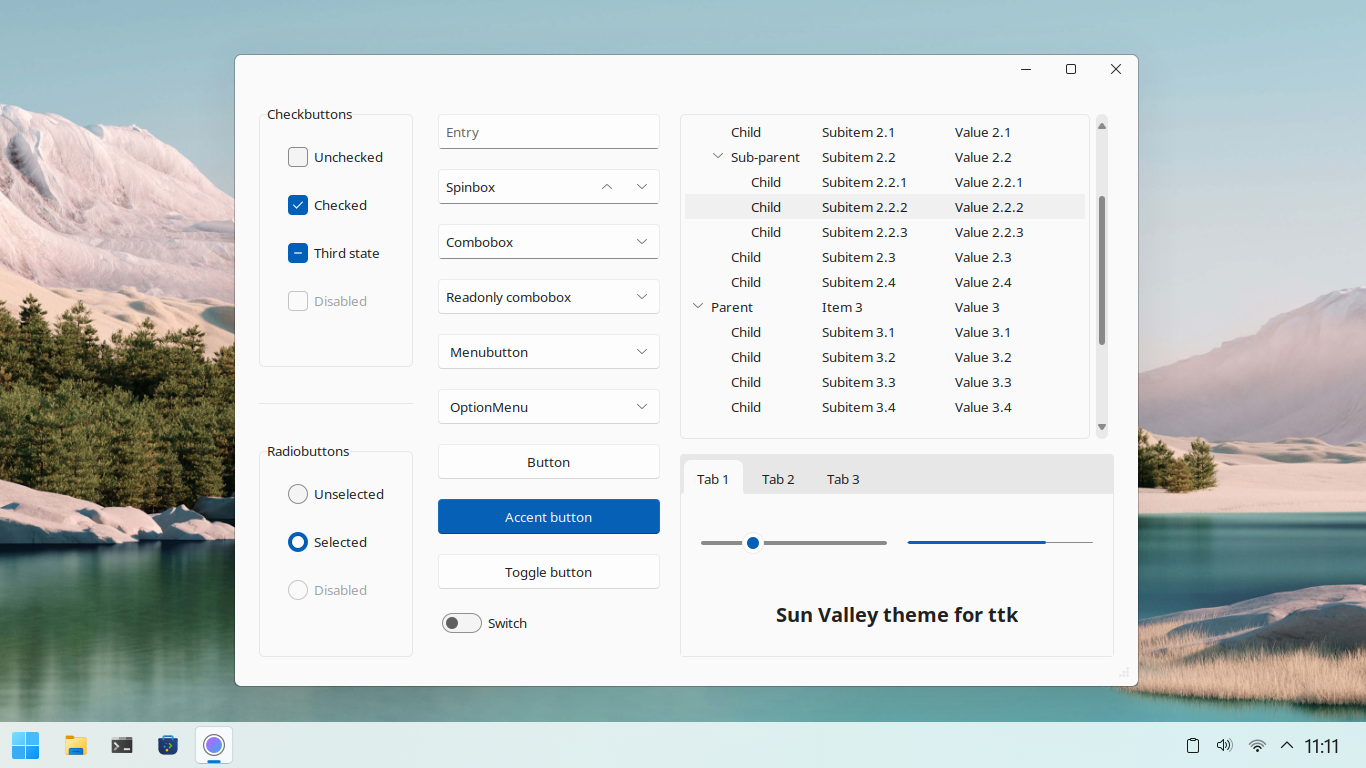 Checkbuttons
Unchecked
Checked
Third state
Disabled
Radiobuttons
Unselected
Selected
Disabled
Entry
Spinbox
Combobox
Readonly combobox
Menubutton
OptionMenu
Button
Accent button
Toggle button
Switch
Child Subitem 2.1 Value 2.1
Sub-parent Subitem 2.2 Value 2.2
Child Subitem 2.2.1 Value 2.2.1
Child Subitem 2.2.2 Value 2.2.2
Child Subitem 2.2.3 Value 2.2.3
Child Subitem 2.3 Value 2.3
Child Subitem 2.4 Value 2.4
Parent Item 3 Value 3
Child Subitem 3.1 Value 3.1
Child Subitem 3.2 Value 3.2
Child Subitem 3.3 Value 3.3
Child Subitem 3.4 Value 3.4
Tab 1 Tab 2 Tab 3
Sun Valley theme for ttk
11:11